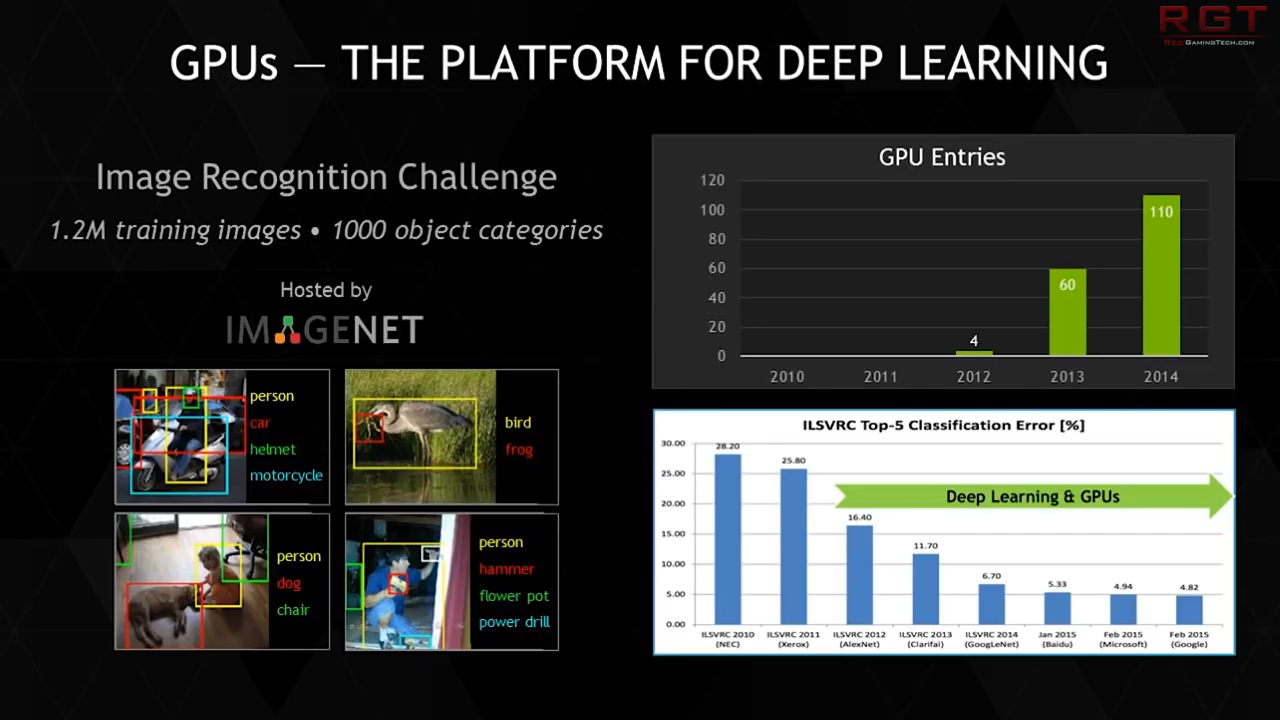 RGT
RedGamingTech.com
GPUs — THE PLATFORM FOR DEEP LEARNING
Image Recognition Challenge
1.2M training images • 1000 object categories
Hosted by
IMAGENET
person
car
helmet
motorcycle
bird
frog
person
dog
chair
person
hammer
flower pot
power drill
GPU Entries
120
100
80
60
40
20
0
4
60
110
2010 2011 2012 2013 2014
ILSVRC Top-5 Classification Error [%]
30.00
25.00
20.00
15.00
10.00
5.00
0.00
28.20
25.80
16.40
11.70
6.70
5.33
4.94
4.82
Deep Learning & GPUs
ILSVRC 2010 ILSVRC 2011 ILSVRC 2012 ILSVRC 2013 ILSVRC 2014 Jan 2015 Feb 2015 Feb 2015
(NEC) (Xerox) (AlexNet) (Clarifai) (GoogLeNet) (Baidu) (Microsoft) (Google)